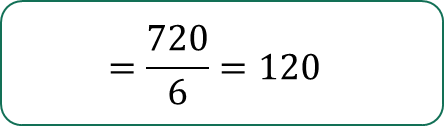 = 720/6 = 120